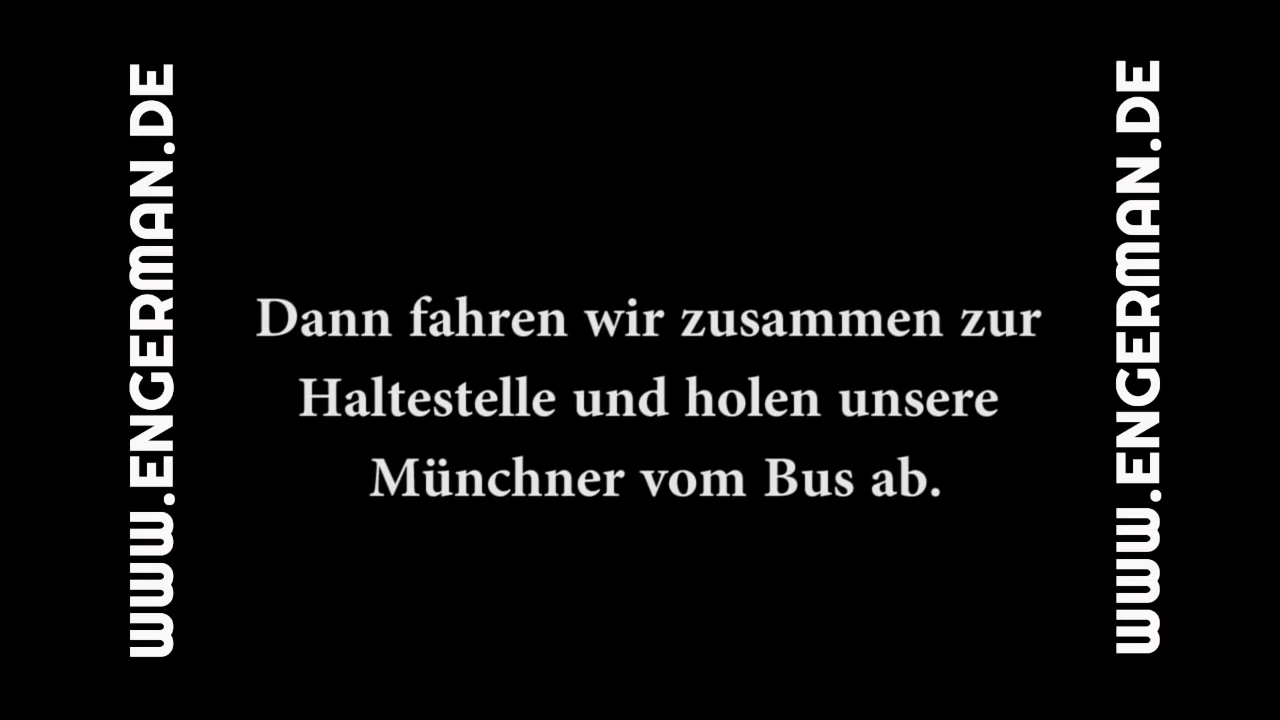 WWW.ENGERMAN.DE
Dann fahren wir zusammen zur
Haltestelle und holen unsere
Münchner vom Bus ab.
WWW.ENGERMAN.DE